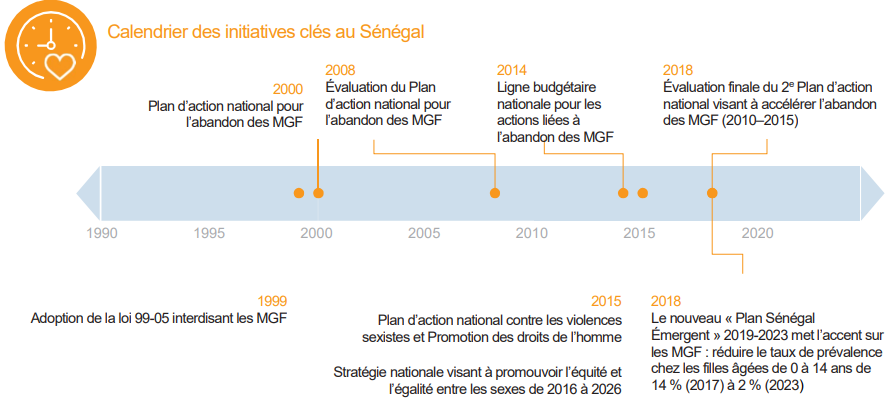 Calendrier des initiatives clés au Sénégal
2000
Plan d’action national pour
l’abandon des MGF
2008
Évaluation du Plan
d’action national pour
l’abandon des MGF
2014
Ligne budgétaire
nationale pour les
actions liées à
l’abandon des MGF
2018
Évaluation finale du 2e Plan d’action
national visant à accélérer l’abandon
des MGF (2010–2015)
1990 1995 2000 2005 2010 2015 2020
1999
Adoption de la loi 99-05 interdisant les MGF
2015
Plan d’action national contre les violences
sexistes et Promotion des droits de l’homme
Stratégie nationale visant à promouvoir l’équité et
l’égalité entre les sexes de 2016 à 2026
2018
Le nouveau « Plan Sénégal
Émergent » 2019-2023 met l’accent sur
les MGF : réduire le taux de prévalence
chez les filles âgées de 0 à 14 ans de
14 % (2017) à 2 % (2023)